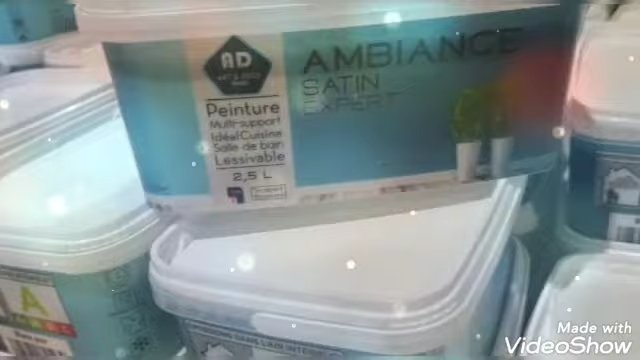 AD
AMBIANCE
SATIN
EXPERT
Peinture
Multi-support
Idéal Cuisine
Salle de bain
Lessivable
2,5 L
A
Made with
VideoShow